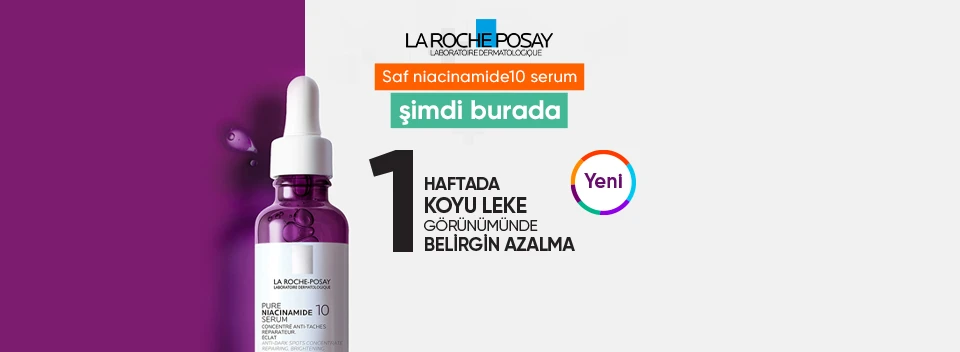 LA ROCHE POSAY
LABORATOIRE DERMATOLOGIQUE
Saf niacinamide10 serum
şimdi burada
1
HAFTADA
KOYU LEKE
GÖRÜNÜMÜNDE
BELİRGİN AZALMA
Yeni
LA ROCHE-POSAY
LABORATOIRE DERMATOLOGIQUE
PURE
NIACINAMIDE 10
SERUM
CONCENTRÉ ANTI-TACHES
RÉPARATEUR,
ÉCLAT
ANTI-DARK SPOTS CONCENTRATE
REPAIRING, BRIGHTENING